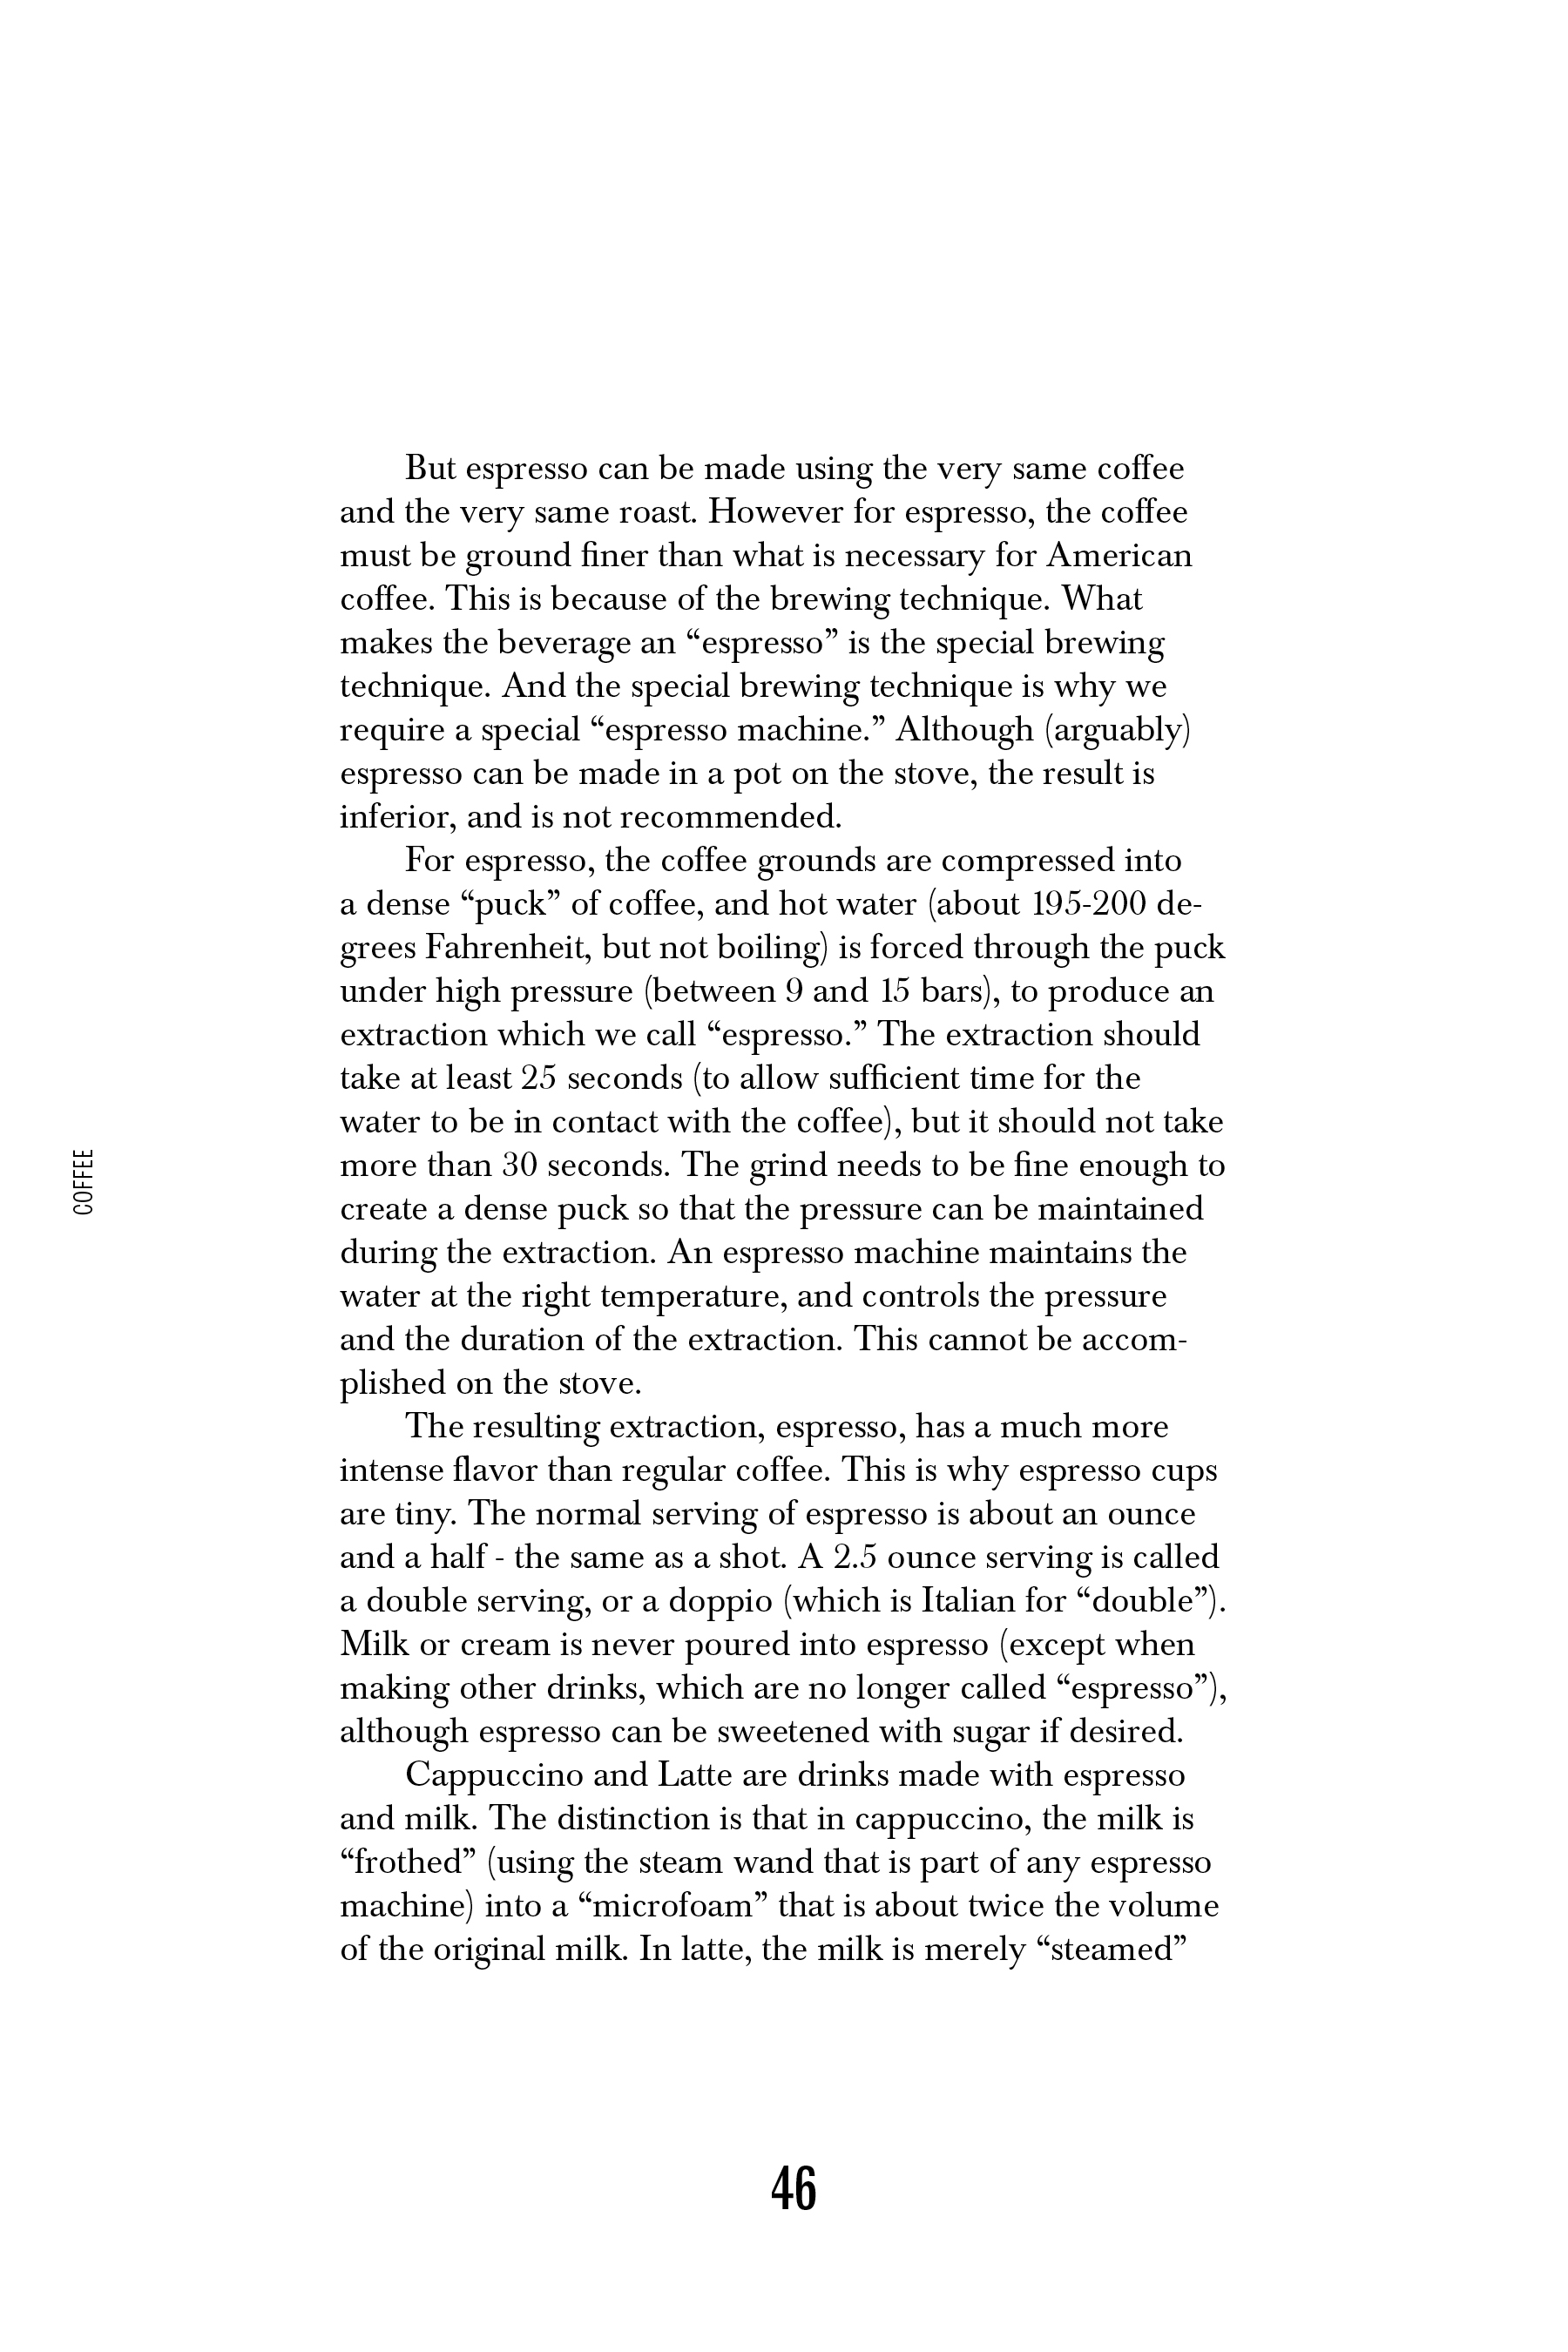 But espresso can be made using the very same coffee
and the very same roast. However for espresso, the coffee
must be ground finer than what is necessary for American
coffee. This is because of the brewing technique. What
makes the beverage an “espresso” is the special brewing
technique. And the special brewing technique is why we
require a special “espresso machine.” Although (arguably)
espresso can be made in a pot on the stove, the result is
inferior, and is not recommended.
For espresso, the coffee grounds are compressed into
a dense “puck” of coffee, and hot water (about 195-200 de-
grees Fahrenheit, but not boiling) is forced through the puck
under high pressure (between 9 and 15 bars), to produce an
extraction which we call “espresso.” The extraction should
take at least 25 seconds (to allow sufficient time for the
water to be in contact with the coffee), but it should not take
more than 30 seconds. The grind needs to be fine enough to
create a dense puck so that the pressure can be maintained
during the extraction. An espresso machine maintains the
water at the right temperature, and controls the pressure
and the duration of the extraction. This cannot be accom-
plished on the stove.
The resulting extraction, espresso, has a much more
intense flavor than regular coffee. This is why espresso cups
are tiny. The normal serving of espresso is about an ounce
and a half - the same as a shot. A 2.5 ounce serving is called
a double serving, or a doppio (which is Italian for “double”).
Milk or cream is never poured into espresso (except when
making other drinks, which are no longer called “espresso”),
although espresso can be sweetened with sugar if desired.
Cappuccino and Latte are drinks made with espresso
and milk. The distinction is that in cappuccino, the milk is
“frothed” (using the steam wand that is part of any espresso
machine) into a “microfoam” that is about twice the volume
of the original milk. In latte, the milk is merely “steamed”
COFFEE
46